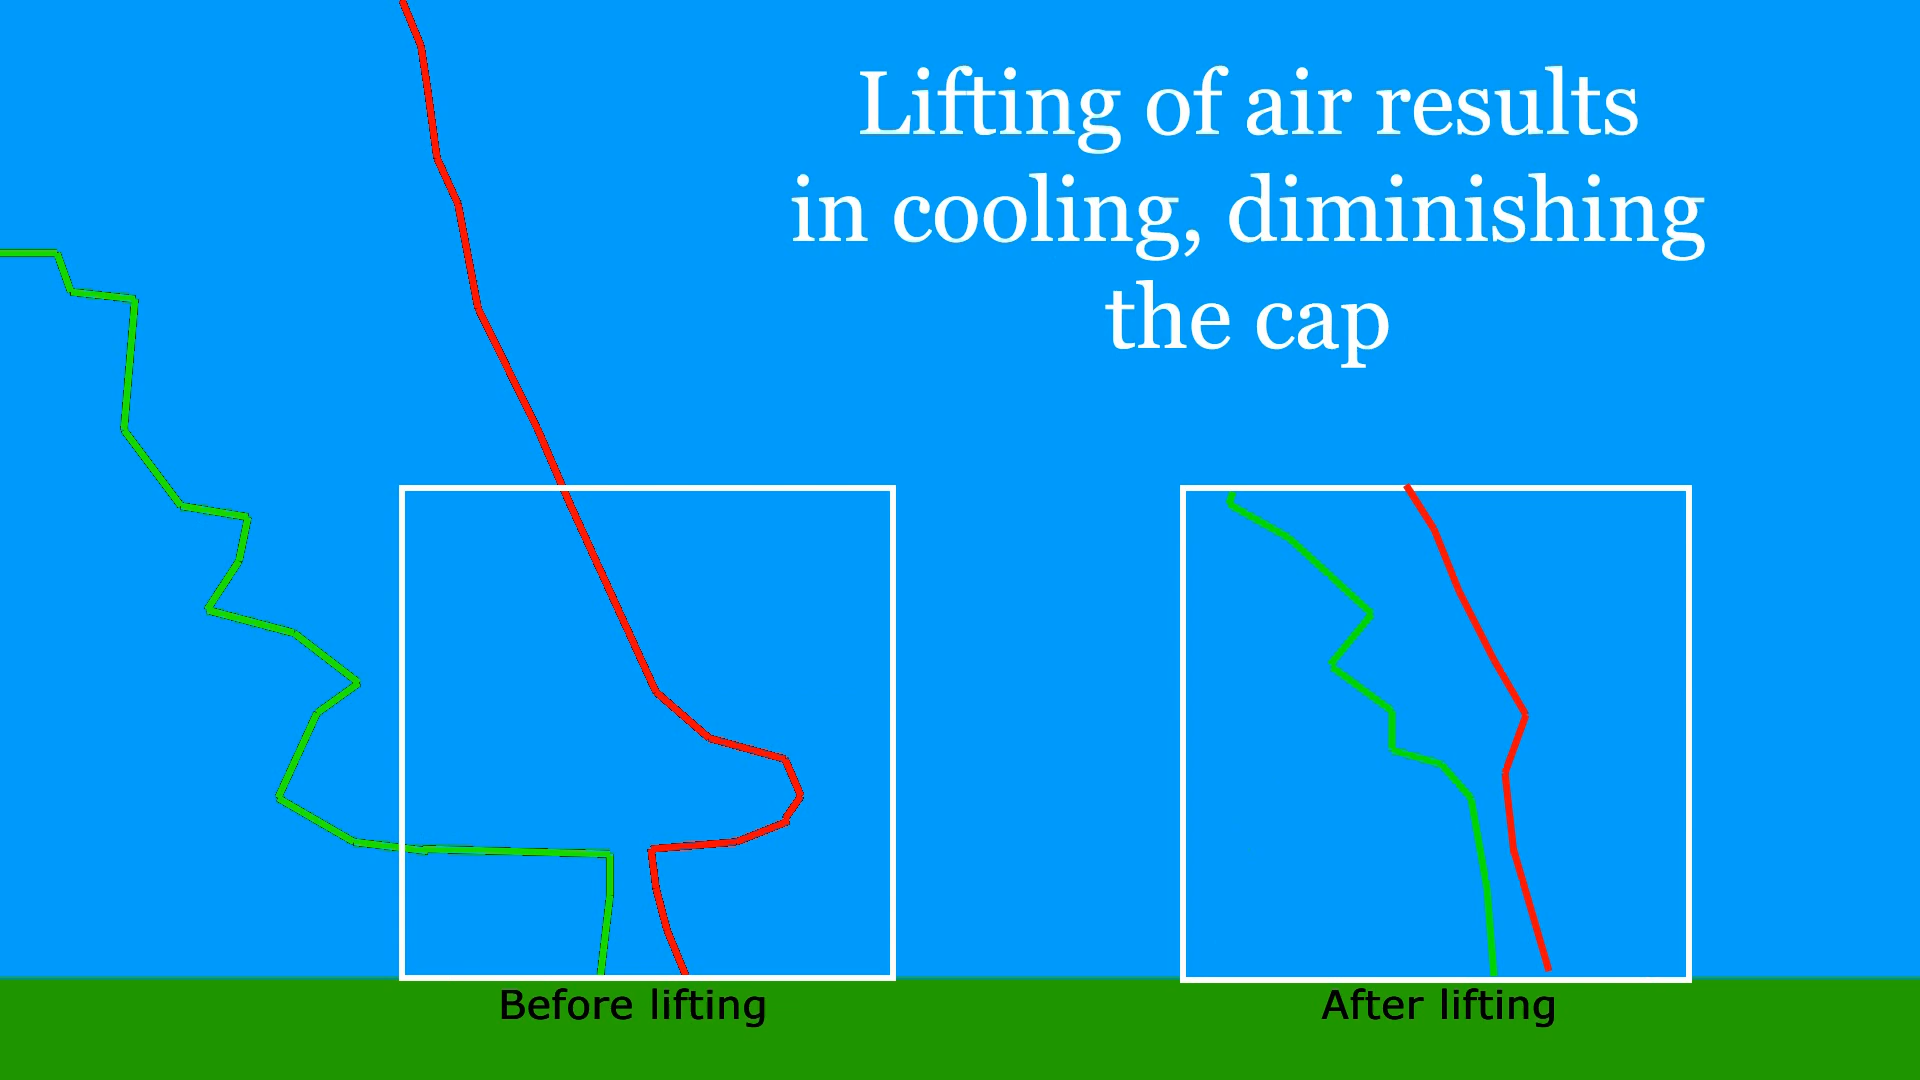 Lifting of air results
in cooling, diminishing
the cap
Before lifting
After lifting